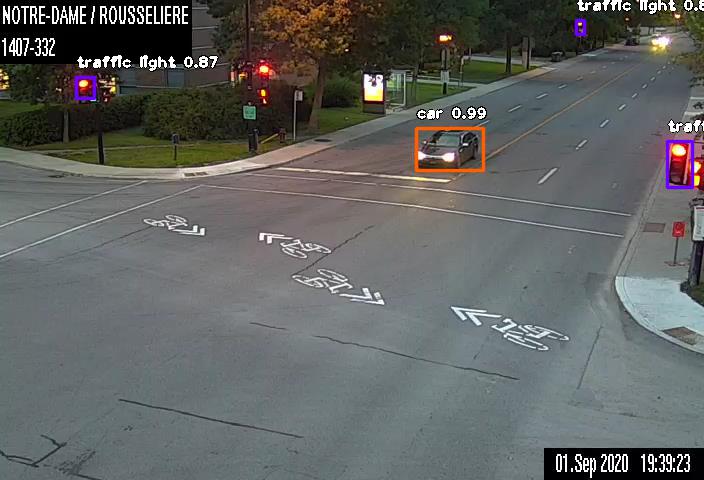 NOTRE-DAME / ROUSSELIERE
1407-332
traffic light 0.8
traffic light 0.87
car 0.99
traff
01.Sep 2020 19:39:23